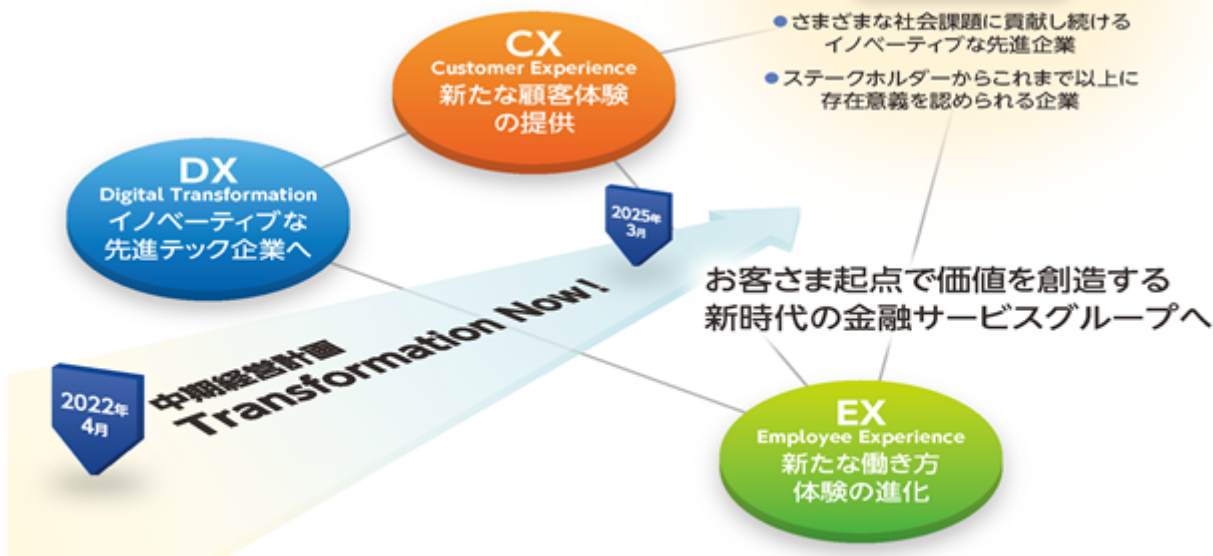 ●さまざまな社会課題に貢献し続ける
イノベーティブな先進企業
●ステークホルダーからこれまで以上に
存在意義を認められる企業
CX
Customer Experience
新たな顧客体験
の提供
DX
Digital Transformation
イノベーティブな
先進テック企業へ
2025年
3月
お客さま起点で価値を創造する
新時代の金融サービスグループへ
中期経営計画
Transformation Now!
2022年
4月
EX
Employee Experience
新たな働き方
体験の進化